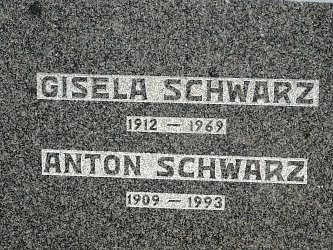 GISELA SCHWARZ
1912 — 1969
ANTON SCHWARZ
1909 — 1993